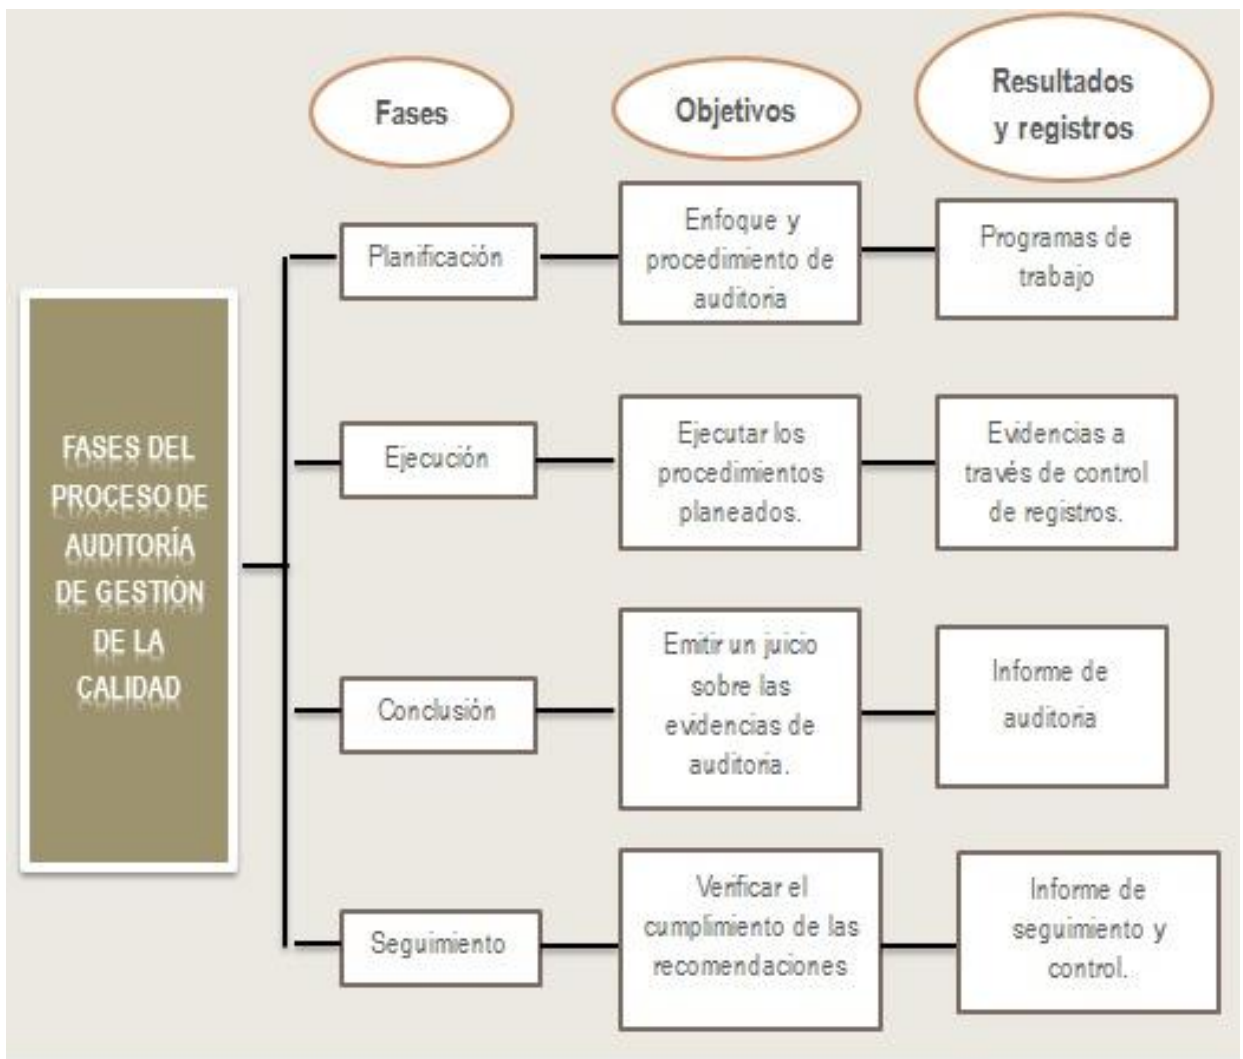 Fases
Objetivos
Resultados
y registros
FASES DEL
PROCESO DE
AUDITORÍA
DE GESTIÓN
DE LA
CALIDAD
Planificación
Enfoque y
procedimiento de
auditoria
Programas de
trabajo
Ejecución
Ejecutar los
procedimientos
planeados.
Evidencias a
través de control
de registros.
Conclusión
Emitir un juicio
sobre las
evidencias de
auditoria.
Informe de
auditoria
Seguimiento
Verificar el
cumplimiento de las
recomendaciones
Informe de
seguimiento y
control.